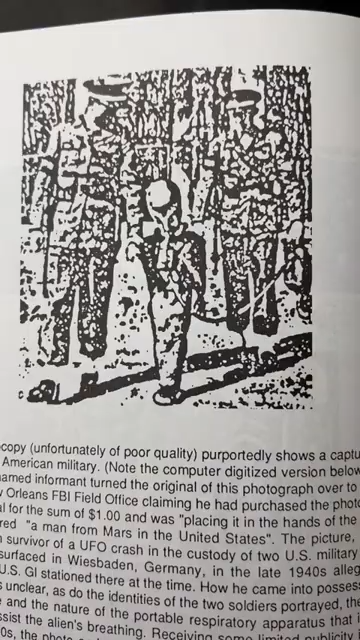 copy (unfortunately of poor quality) purportedly shows a captu
American military. (Note the computer digitized version below
named informant turned the original of this photograph over to
w Orleans FBI Field Office claiming he had purchased the phot
al for the sum of $1.00 and was "placing it in the hands of the
red "a man from Mars in the United States". The picture,
n survivor of a UFO crash in the custody of two U.S. military
surfaced in Wiesbaden, Germany, in the late 1940s alleg
U.S. GI stationed there at the time. How he came into posses
s unclear, as do the identities of the two soldiers portrayed, th
e and the nature of the portable respiratory apparatus that
ssist the alien's breathing. Receiving some limited public
0s, the photo